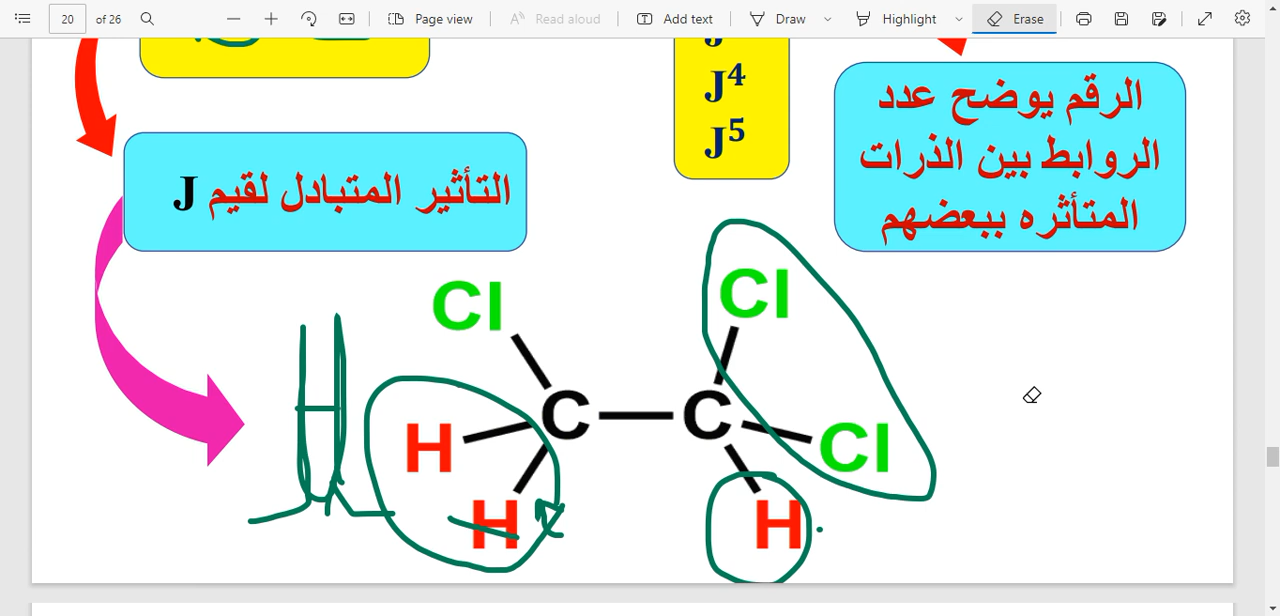 20 of 26 Page view Read aloud Add text Draw Highlight Erase
J⁴
J⁵
الرقم يوضح عدد
الروابط بين الذرات
المتأثره ببعضهم
التأثير المتبادل لقيم J
Cl Cl
C C
H Cl
H H